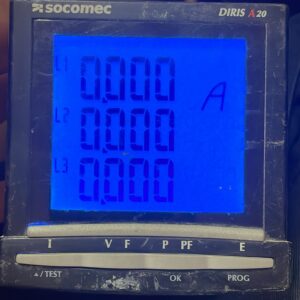 socomec DIRIS A20
L1 0.000 A
L2 0.000
L3 0.000
I V F / P PF E
▲/TEST OK PROG